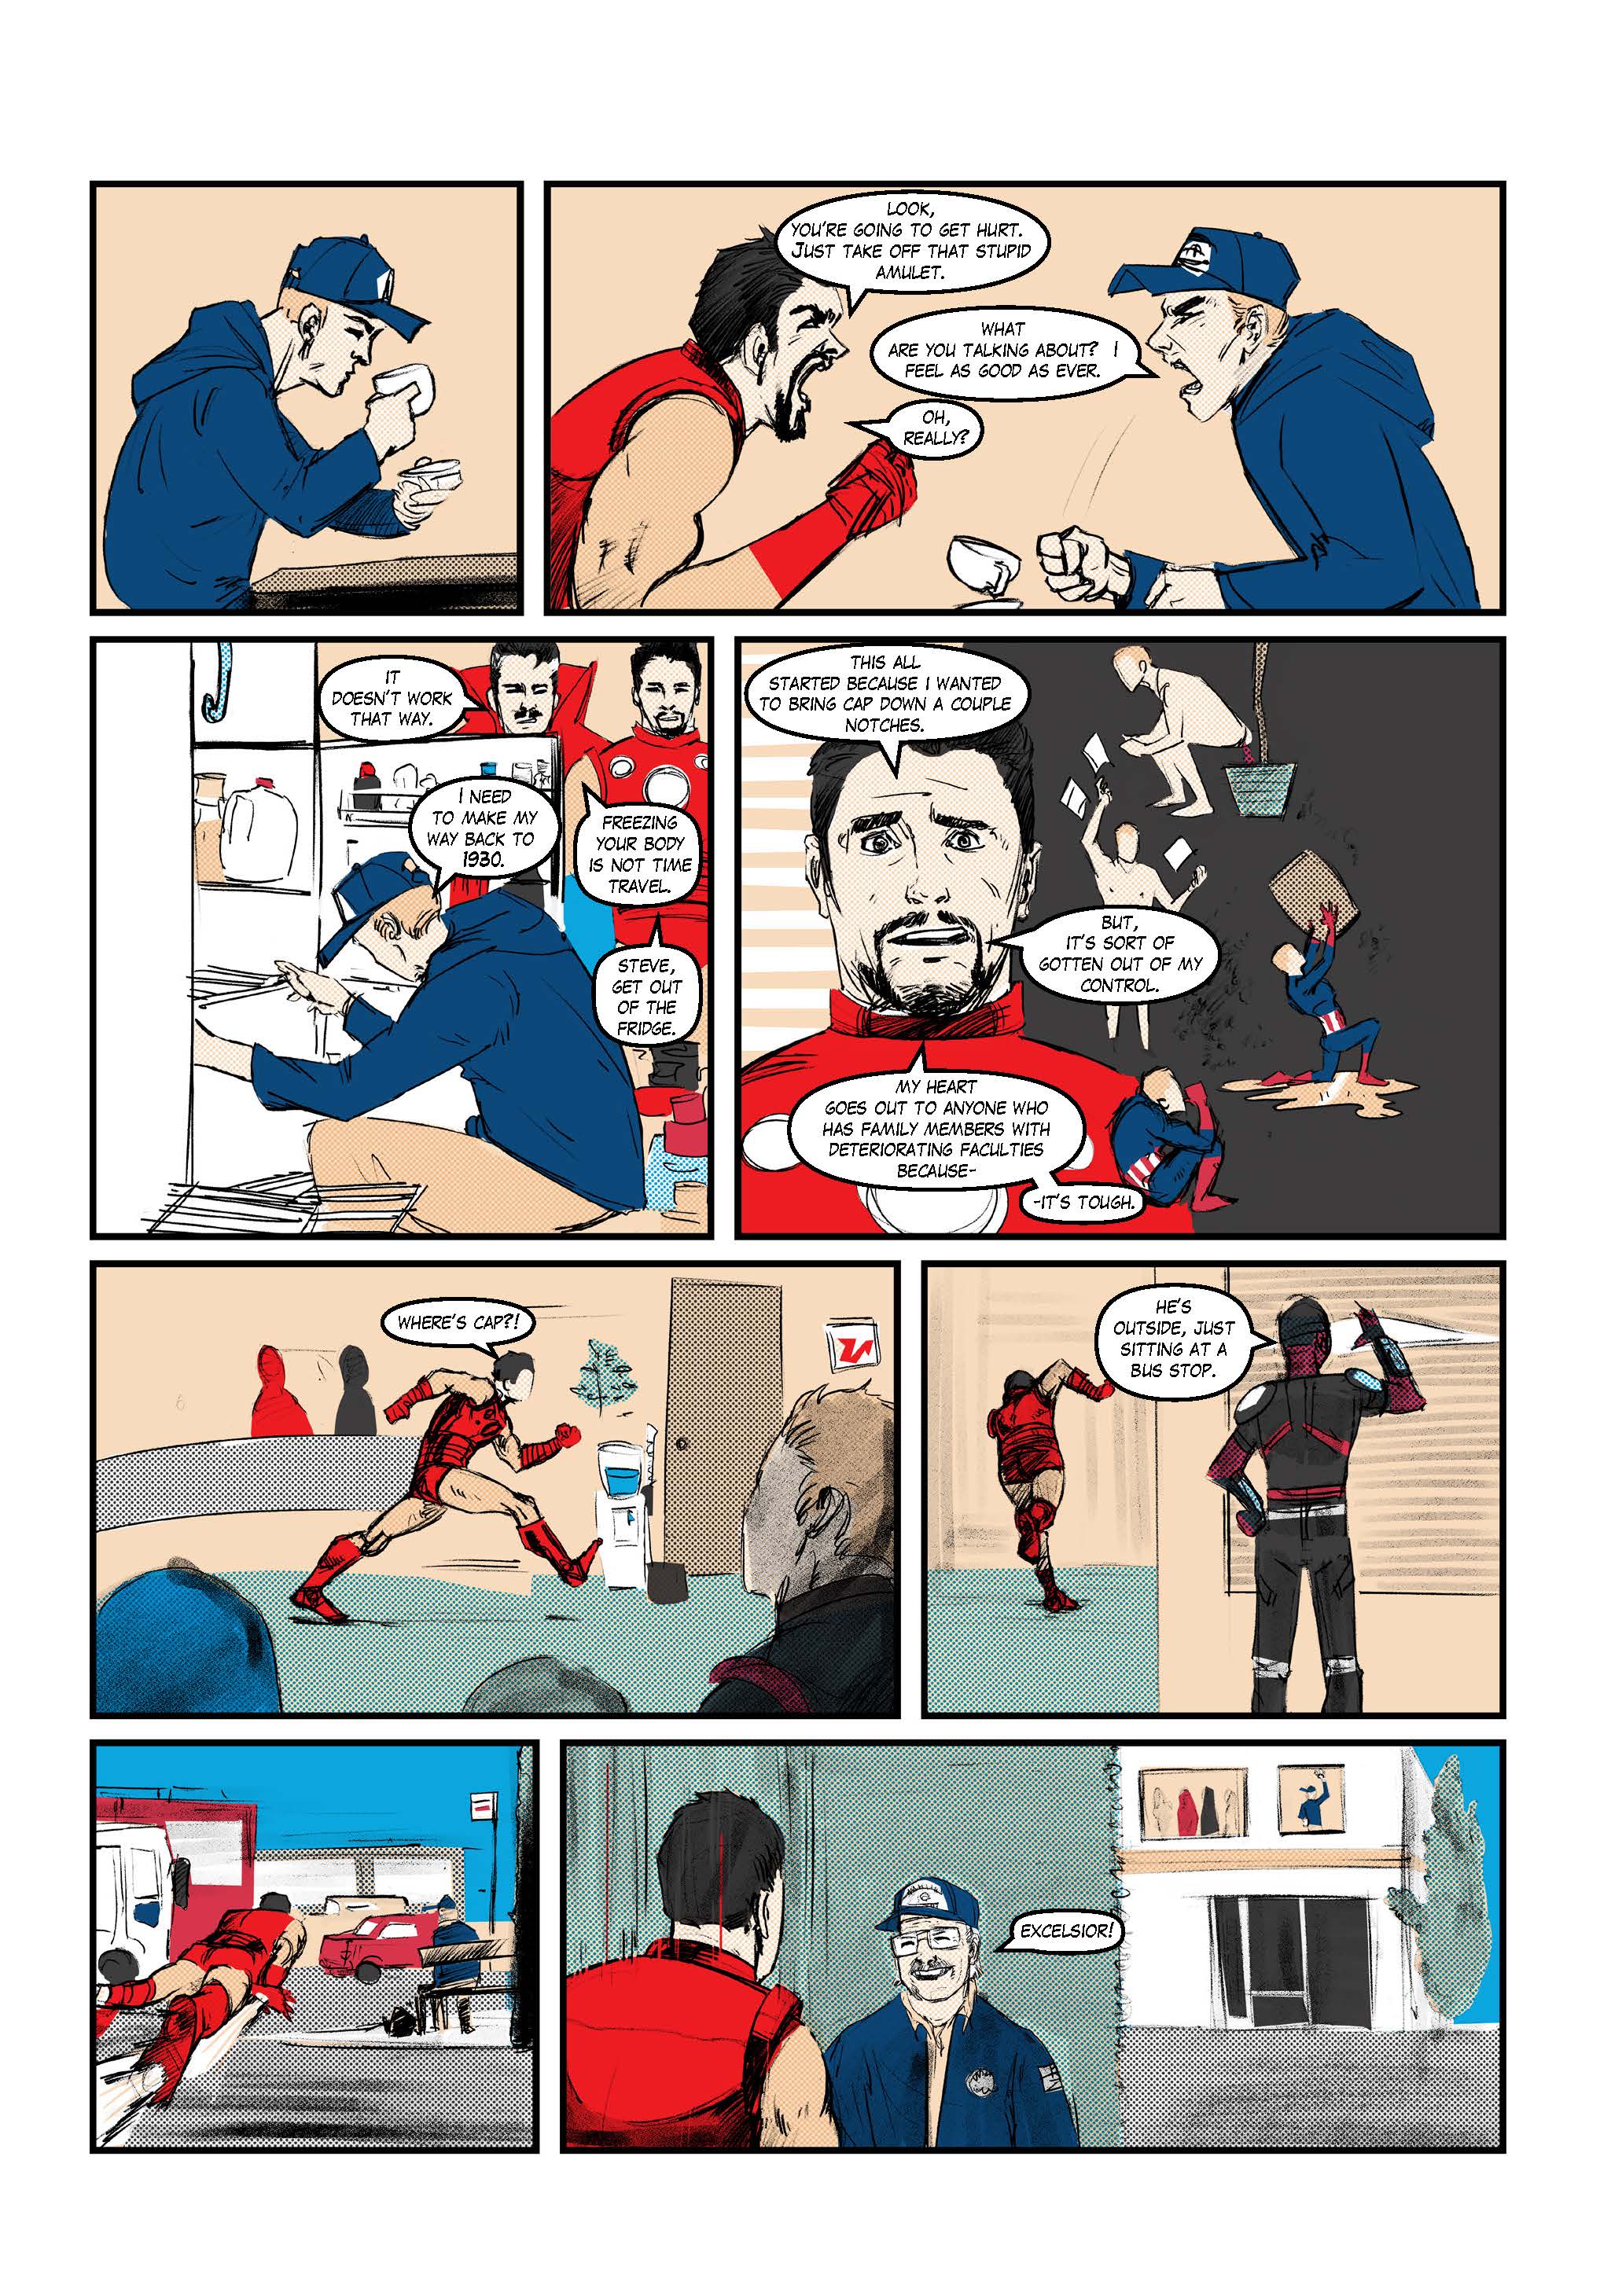 LOOK,
YOU'RE GOING TO GET HURT.
JUST TAKE OFF THAT STUPID
AMULET.
WHAT
ARE YOU TALKING ABOUT? I
FEEL AS GOOD AS EVER.
OH,
REALLY?
IT
DOESN'T WORK
THAT WAY.
I NEED
TO MAKE MY
WAY BACK TO
1930.
FREEZING
YOUR BODY
IS NOT TIME
TRAVEL.
STEVE,
GET OUT
OF THE
FRIDGE.
THIS ALL
STARTED BECAUSE I WANTED
TO BRING CAP DOWN A COUPLE
NOTCHES.
BUT,
IT'S SORT OF
GOTTEN OUT OF MY
CONTROL.
MY HEART
GOES OUT TO ANYONE WHO
HAS FAMILY MEMBERS WITH
DETERIORATING FACULTIES
BECAUSE-
-IT'S TOUGH.
WHERE'S CAP?!
HE'S
OUTSIDE, JUST
SITTING AT A
BUS STOP.
EXCELSIOR!